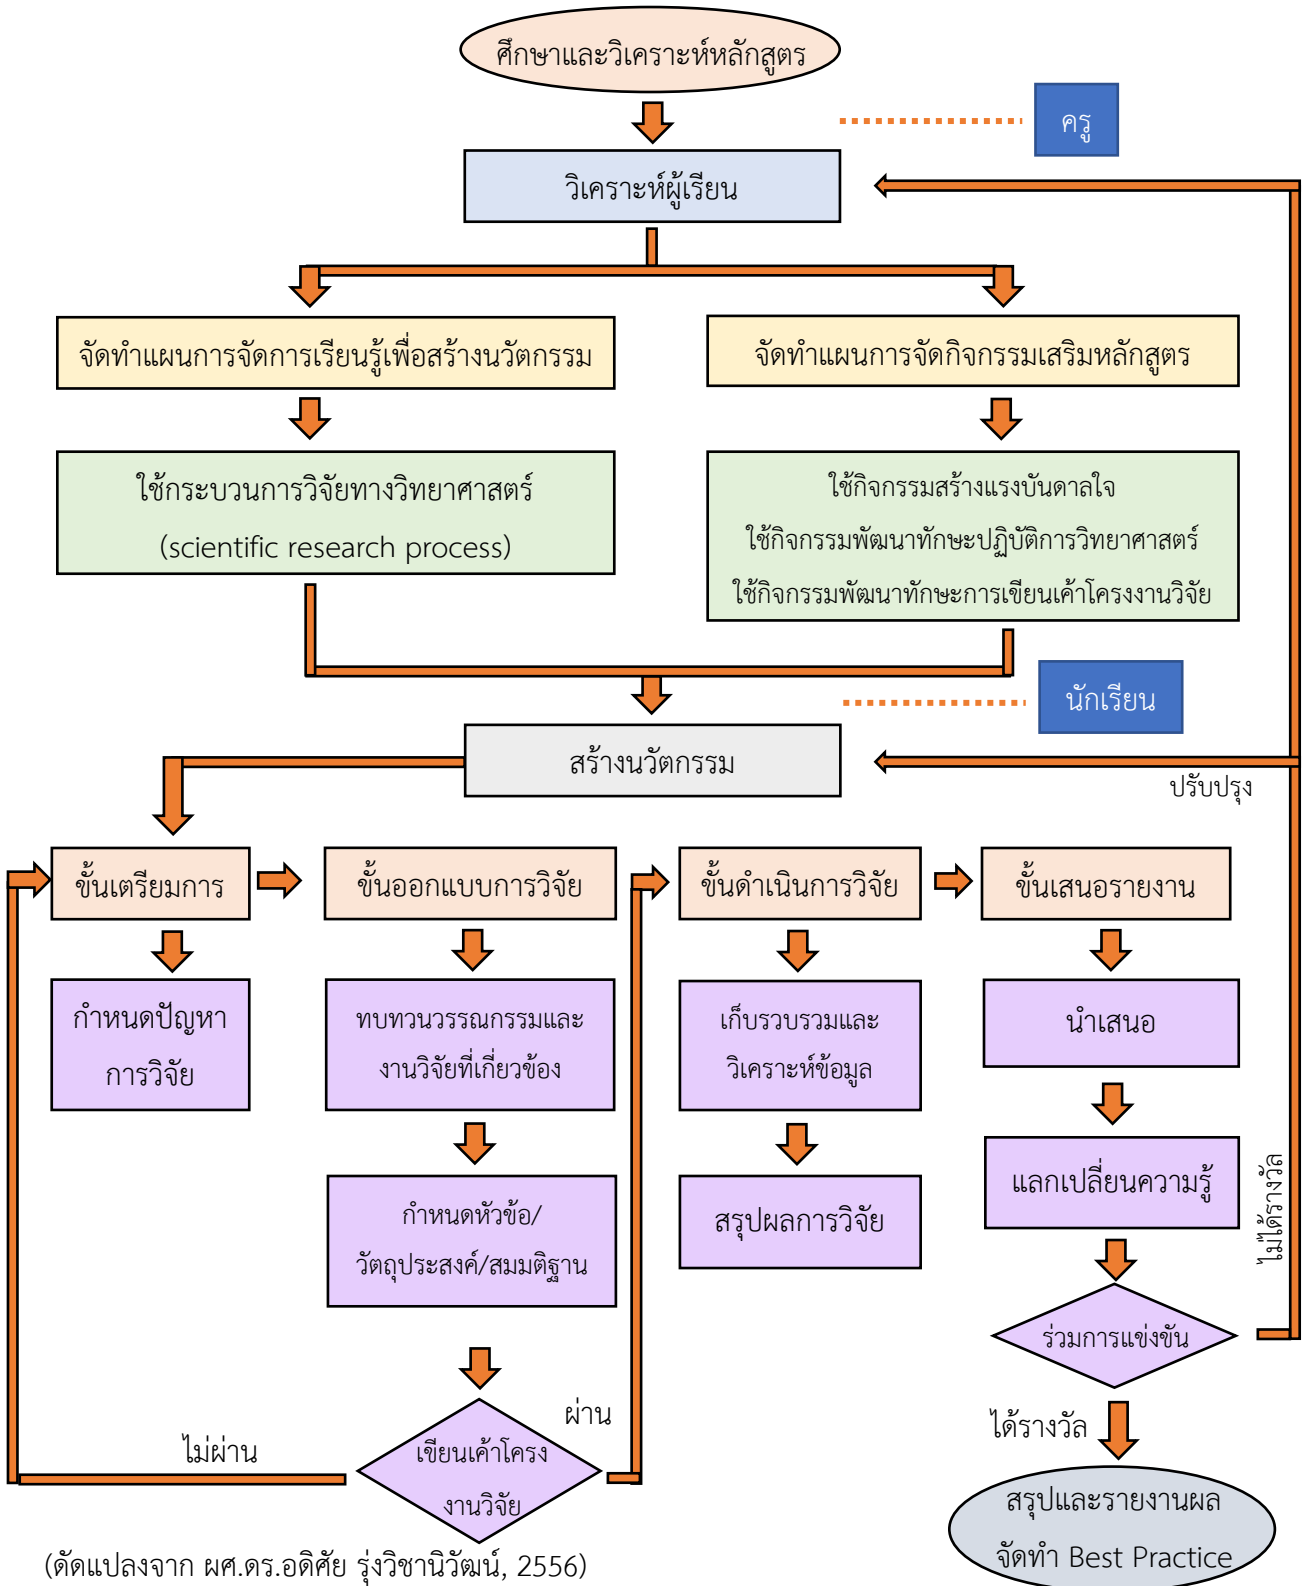 ศึกษาและวิเคราะห์หลักสูตร
ครู
วิเคราะห์ผู้เรียน
จัดทำแผนการจัดการเรียนรู้เพื่อสร้างนวัตกรรม
จัดทำแผนการจัดกิจกรรมเสริมหลักสูตร
ใช้กระบวนการวิจัยทางวิทยาศาสตร์
(scientific research process)
ใช้กิจกรรมสร้างแรงบันดาลใจ
ใช้กิจกรรมพัฒนาทักษะปฏิบัติการวิทยาศาสตร์
ใช้กิจกรรมพัฒนาทักษะการเขียนเค้าโครงงานวิจัย
นักเรียน
สร้างนวัตกรรม
ปรับปรุง
ขั้นเตรียมการ
ขั้นออกแบบการวิจัย
ขั้นดำเนินการวิจัย
ขั้นเสนอรายงาน
กำหนดปัญหา
การวิจัย
ทบทวนวรรณกรรมและ
งานวิจัยที่เกี่ยวข้อง
เก็บรวบรวมและ
วิเคราะห์ข้อมูล
นำเสนอ
กำหนดหัวข้อ/
วัตถุประสงค์/สมมติฐาน
สรุปผลการวิจัย
แลกเปลี่ยนความรู้
ไม่ได้รางวัล
ร่วมการแข่งขัน
ผ่าน
ไม่ผ่าน
เขียนเค้าโครง
งานวิจัย
ได้รางวัล
สรุปและรายงานผล
จัดทำ Best Practice
(ดัดแปลงจาก ผศ.ดร.อดิศัย รุ่งวิชานิวัฒน์, 2556)